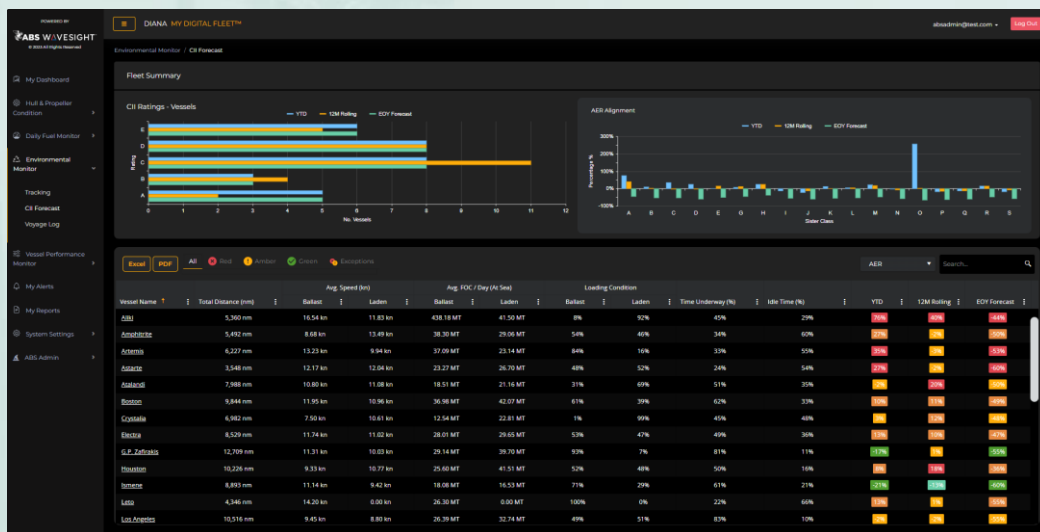 POWERED BY
ABS WAVESIGHT
© 2023 All Rights Reserved
My Dashboard
Hull & Propeller Condition
Daily Fuel Monitor
Environmental Monitor
Tracking
CII Forecast
Voyage Log
Vessel Performance Monitor
My Alerts
My Reports
System Settings
ABS Admin
DIANA MY DIGITAL FLEET™
absadmin@test.com
Log Out
Environmental Monitor / CII Forecast
Fleet Summary
CII Ratings - Vessels
YTD 12M Rolling EOY Forecast
Rating
E
D
C
B
A
0 1 2 3 4 5 6 7 8 9 10 11 12
No. Vessels
AER Alignment
YTD 12M Rolling EOY Forecast
Percentage %
300%
200%
100%
0%
-100%
A B C D E G H I J K L M N O P Q R S
Sister Class
Excel PDF All Red Amber Green Exceptions
AER Search...
Avg. Speed (kn) Avg. FOC / Day (At Sea) Loading Condition
Vessel Name Total Distance (nm) Ballast Laden Ballast Laden Ballast Laden Time Underway (%) Idle Time (%) YTD 12M Rolling EOY Forecast
Aliki 5,360 nm 16.54 kn 11.83 kn 438.18 MT 41.50 MT 8% 92% 45% 29% 76% 40% -44%
Amphitrite 5,492 nm 8.68 kn 13.49 kn 38.30 MT 29.06 MT 54% 46% 34% 60% 27% -2% -50%
Artemis 6,227 nm 13.23 kn 9.94 kn 37.09 MT 23.14 MT 84% 16% 33% 55% 35% -53%
Astarte 3,548 nm 12.17 kn 12.04 kn 23.27 MT 26.70 MT 48% 52% 24% 54% 27% -2% -60%
Atalandi 7,988 nm 10.80 kn 11.08 kn 18.51 MT 21.16 MT 31% 69% 51% 35% 20%
Boston 9,844 nm 11.95 kn 10.96 kn 36.98 MT 42.07 MT 61% 39% 62% 33% 10% 11% -49%
Crystalia 6,982 nm 7.50 kn 10.61 kn 12.54 MT 22.81 MT 1% 99% 45% 48% 12%
Electra 8,529 nm 11.74 kn 11.02 kn 28.01 MT 29.65 MT 53% 47% 49% 36% 13% 10% -47%
G.P. Zafirakis 12,709 nm 11.31 kn 10.03 kn 29.14 MT 39.70 MT 93% 7% 81% 11% -17% 1% -55%
Houston 10,226 nm 9.33 kn 10.77 kn 25.60 MT 41.51 MT 52% 48% 50% 16% 8% 18% -36%
Ismene 8,893 nm 11.14 kn 9.42 kn 18.08 MT 16.53 MT 71% 29% 61% 21% -21% -13% -60%
Leto 4,346 nm 14.20 kn 0.00 kn 26.30 MT 0.00 MT 100% 0% 22% 66% 13% 1% -55%
Los Angeles 10,516 nm 9.45 kn 8.80 kn 26.39 MT 32.74 MT 49% 51% 83% 10% -2% -2% -55%